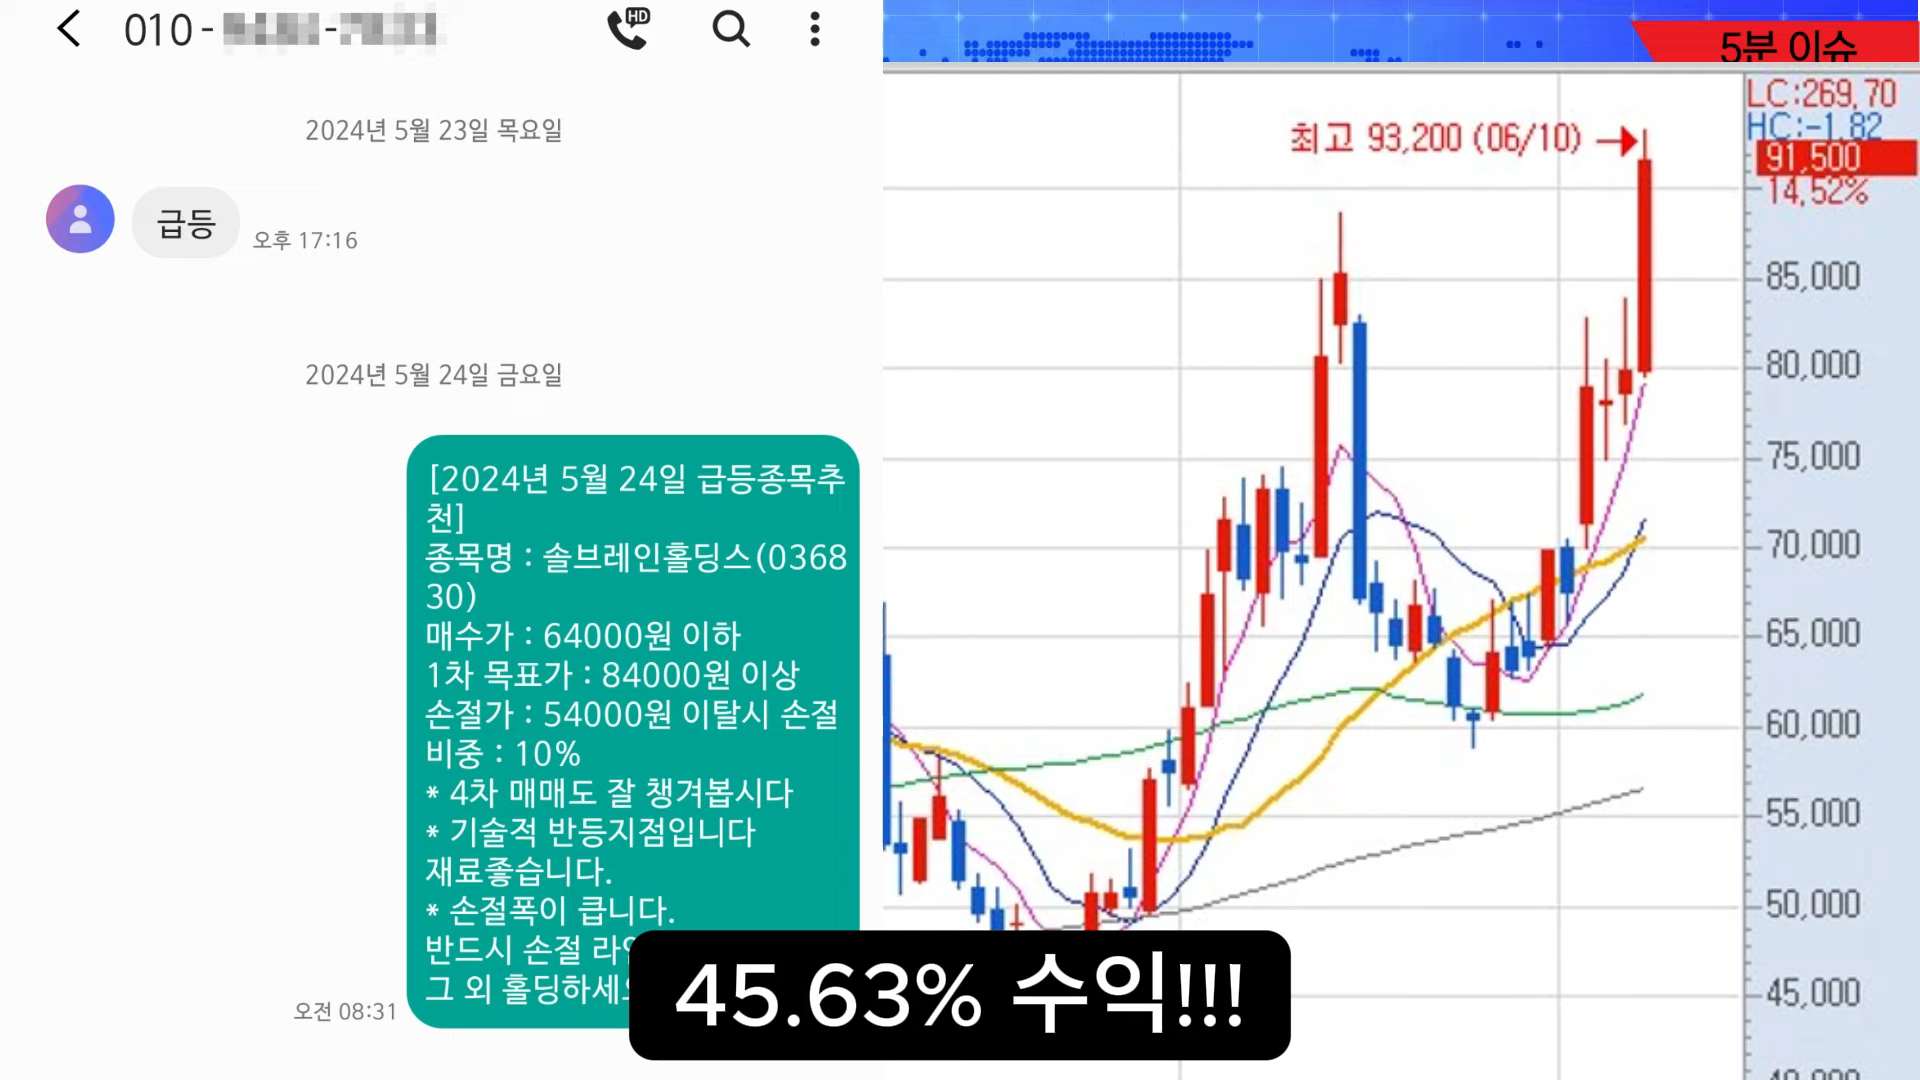 010-
2024년 5월 23일 목요일
급등
오후 17:16
2024년 5월 24일 금요일
[2024년 5월 24일 급등종목추
천]
종목명 : 솔브레인홀딩스(0368
30)
매수가 : 64000원 이하
1차 목표가 : 84000원 이상
손절가 : 54000원 이탈시 손절
비중 : 10%
* 4차 매매도 잘 챙겨봅시다
* 기술적 반등지점입니다
재료좋습니다.
* 손절폭이 큽니다.
반드시 손절
그 외 홀딩하세
오전 08:31
5분 이슈
최고 93,200 (06/10)
LC:269,70
HC:-1,82
91,500
14,52%
85,000
80,000
75,000
70,000
65,000
60,000
55,000
50,000
45,000
45.63% 수익!!!